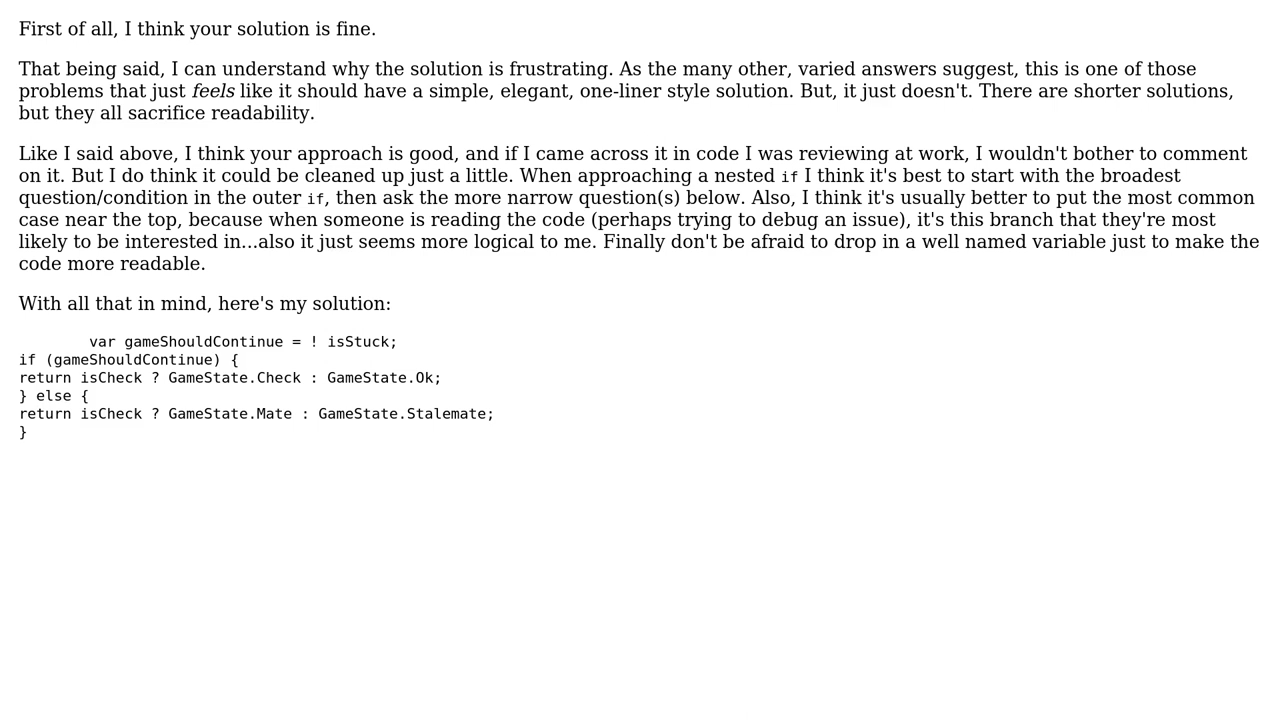 First of all, I think your solution is fine.
That being said, I can understand why the solution is frustrating. As the many other, varied answers suggest, this is one of those
problems that just feels like it should have a simple, elegant, one-liner style solution. But, it just doesn't. There are shorter solutions,
but they all sacrifice readability.
Like I said above, I think your approach is good, and if I came across it in code I was reviewing at work, I wouldn't bother to comment
on it. But I do think it could be cleaned up just a little. When approaching a nested if I think it's best to start with the broadest
question/condition in the outer if, then ask the more narrow question(s) below. Also, I think it's usually better to put the most common
case near the top, because when someone is reading the code (perhaps trying to debug an issue), it's this branch that they're most
likely to be interested in...also it just seems more logical to me. Finally don't be afraid to drop in a well named variable just to make the
code more readable.
With all that in mind, here's my solution:
        var gameShouldContinue = ! isStuck;
if (gameShouldContinue) {
return isCheck ? GameState.Check : GameState.Ok;
} else {
return isCheck ? GameState.Mate : GameState.Stalemate;
}